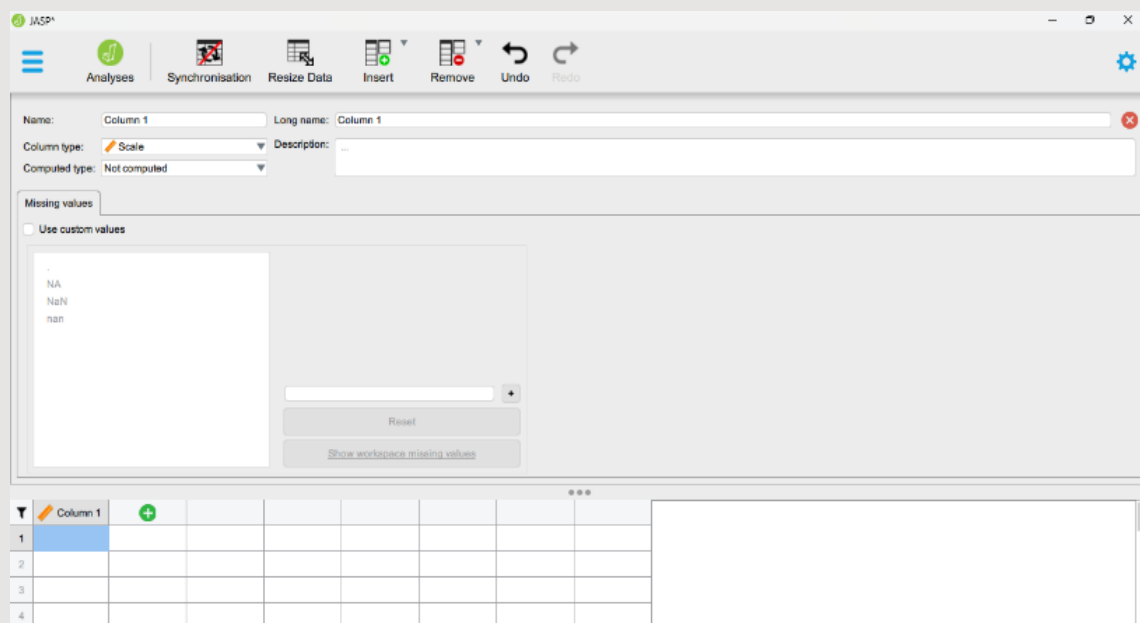 JASP*
Analyses
Synchronisation
Resize Data
Insert
Remove
Undo
Redo
Name: Column 1 Long name: Column 1
Column type: Scale Description: ...
Computed type: Not computed
Missing values
Use custom values
.
NA
NaN
nan
+
Reset
Show workspace missing values
Column 1
1
2
3
4